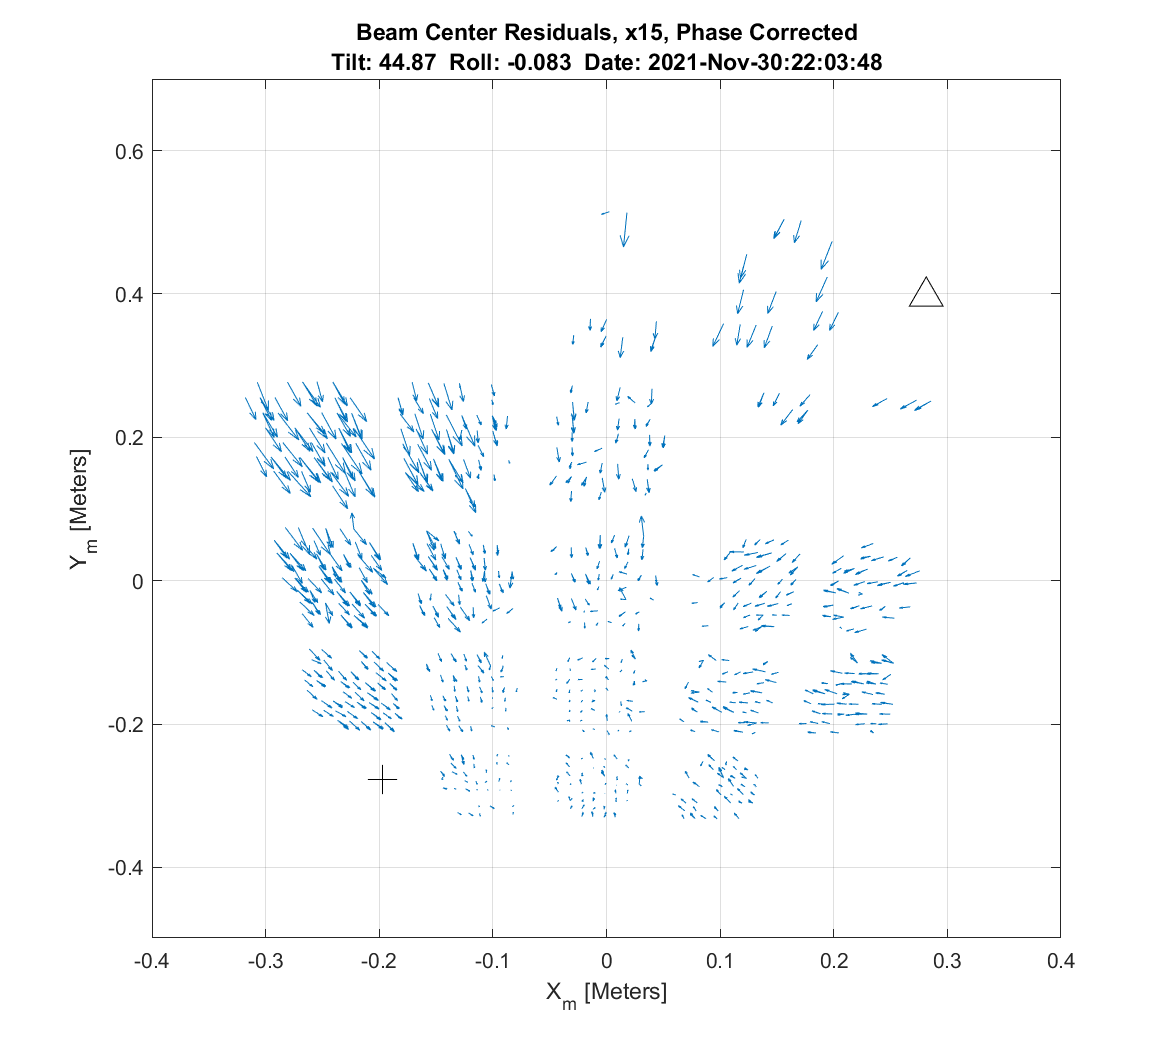 Beam Center Residuals, x15, Phase Corrected
Tilt: 44.87 Roll: -0.083 Date: 2021-Nov-30:22:03:48
0.6
0.4
0.2
0
-0.2
-0.4
Y_m [Meters]
-0.4 -0.3 -0.2 -0.1 0 0.1 0.2 0.3 0.4
X_m [Meters]